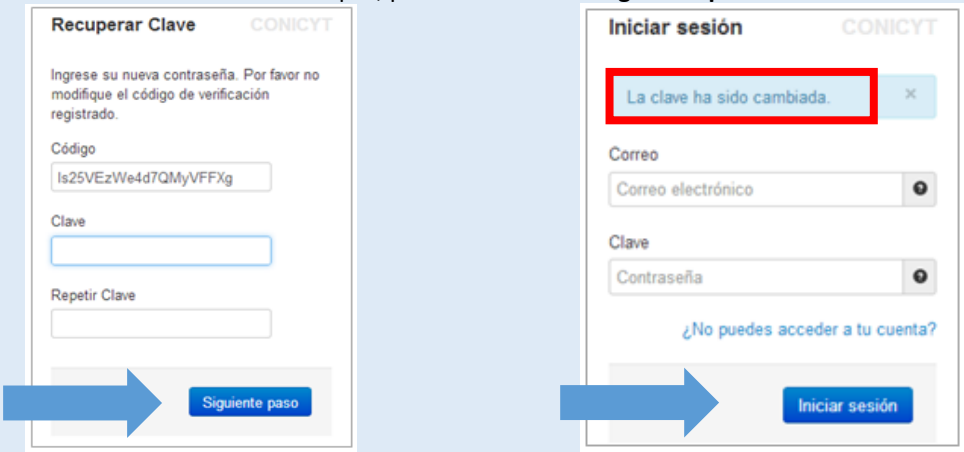 Recuperar Clave CONICYT
Ingrese su nueva contraseña. Por favor no
modifique el código de verificación
registrado.
Código
Is25VEzWe4d7QMyVFFXg
Clave
Repetir Clave
Siguiente paso
Iniciar sesión CONICYT
La clave ha sido cambiada. ×
Correo
Correo electrónico
Clave
Contraseña
¿No puedes acceder a tu cuenta?
Iniciar sesión